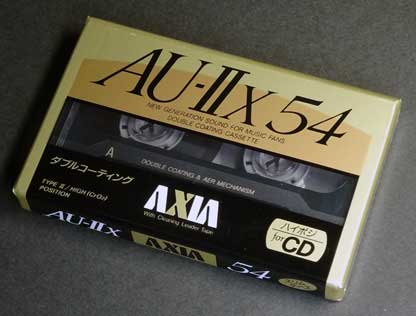 AU-IIx 54
NEW GENERATION SOUND FOR MUSIC FANS
DOUBLE COATING CASSETTE
A
DOUBLE COATING & AER MECHANISM
ダブルコーティング
TYPE II / HIGH (CrO2)
POSITION
AXIA
With Cleaning Leader Tape
ハイポジ
for CD
AU-IIx AXIA 54